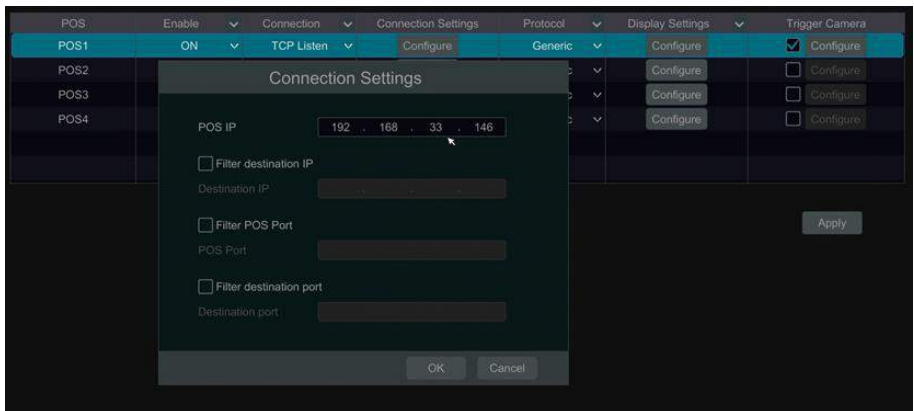 POS Enable Connection Connection Settings Protocol Display Settings Trigger Camera
POS1 ON TCP Listen Configure Generic Configure Configure
POS2 Configure Configure
POS3 Configure Configure
POS4 Configure Configure
Connection Settings
POS IP 192 . 168 . 33 . 146
Filter destination IP
Destination IP . . .
Filter POS Port
POS Port
Filter destination port
Destination port
Apply
OK Cancel